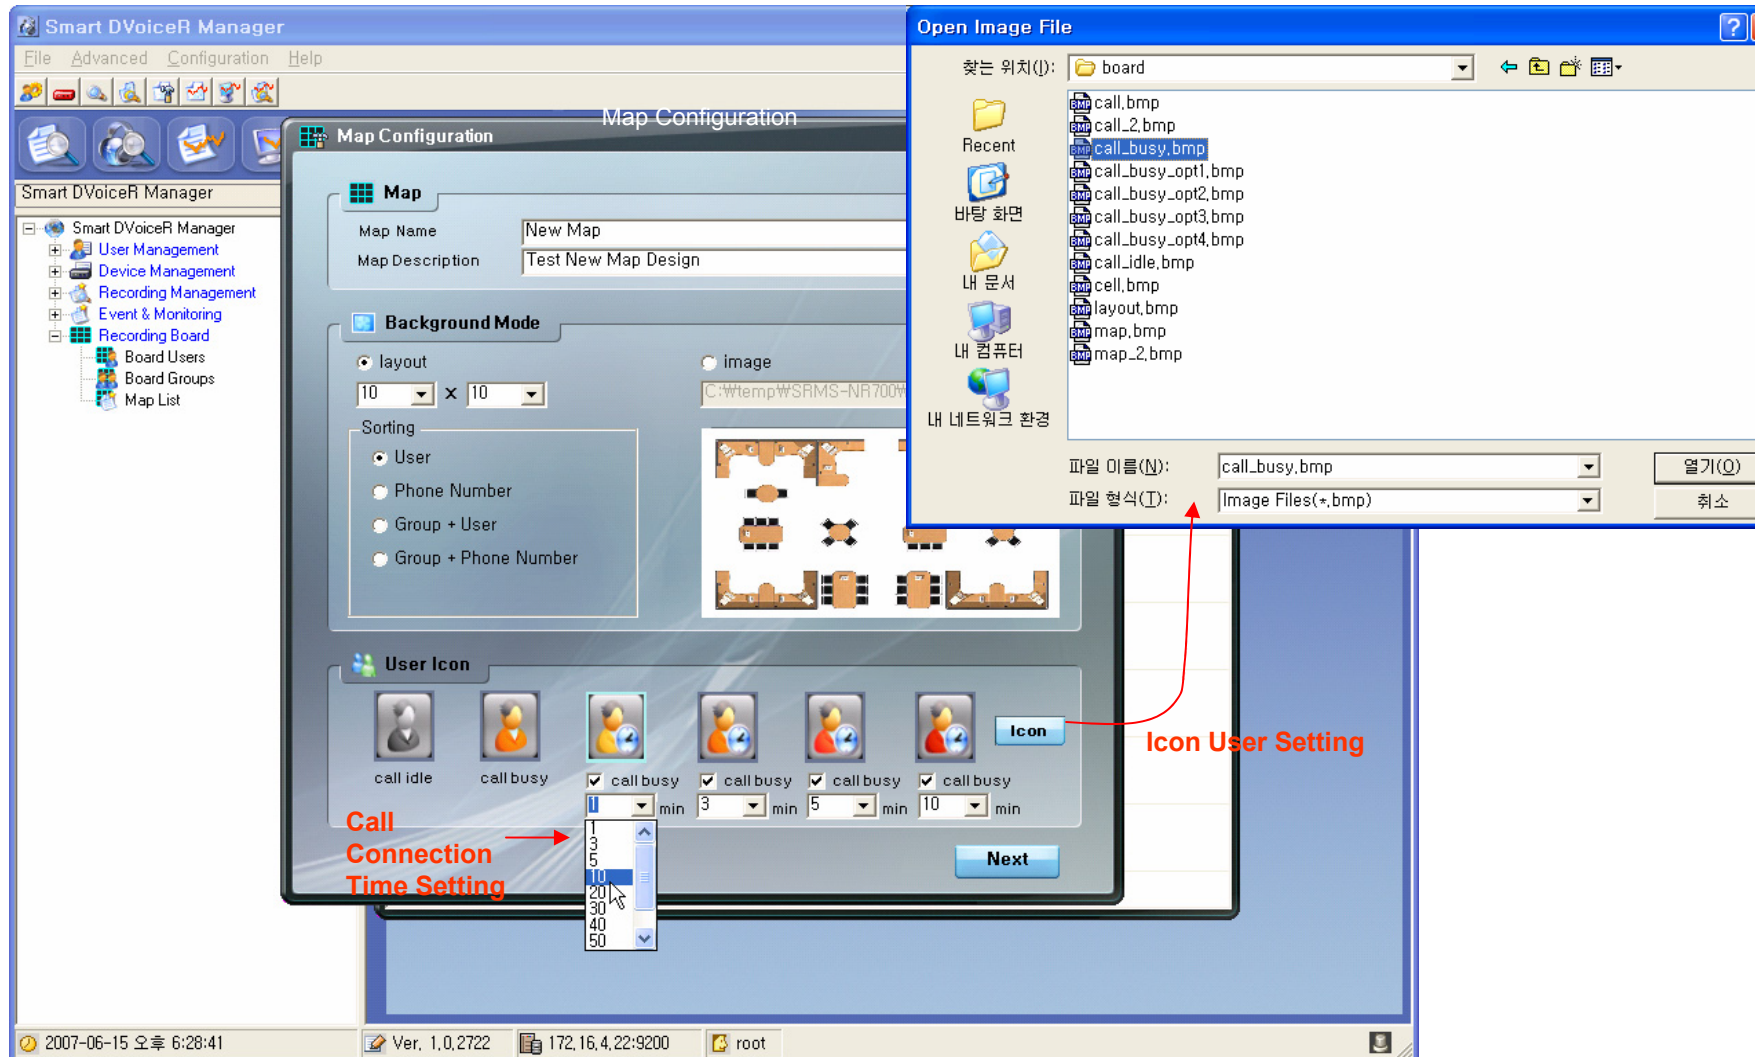 Smart DVoiceR Manager
File Advanced Configuration Help
Smart DVoiceR Manager
Smart DVoiceR Manager
User Management
Device Management
Recording Management
Event & Monitoring
Recording Board
Board Users
Board Groups
Map List
Map Configuration
Map Configuration
Map
Map Name New Map
Map Description Test New Map Design
Background Mode
layout
10 x 10
image
C:₩temp₩SRMS-NR700₩
Sorting
User
Phone Number
Group + User
Group + Phone Number
User Icon
call idle
call busy
call busy
call busy
call busy
call busy
1 min 3 min 5 min 10 min
Icon
1
3
5
10
20
30
40
50
Call
Connection
Time Setting
Icon User Setting
Next
Open Image File
찾는 위치(I): board
Recent
바탕 화면
내 문서
내 컴퓨터
내 네트워크 환경
call.bmp
call_2.bmp
call_busy.bmp
call_busy_opt1.bmp
call_busy_opt2.bmp
call_busy_opt3.bmp
call_busy_opt4.bmp
call_idle.bmp
cell.bmp
layout.bmp
map.bmp
map_2.bmp
파일 이름(N): call_busy.bmp 열기(O)
파일 형식(T): Image Files(*.bmp) 취소
2007-06-15 오후 6:28:41 Ver. 1.0.2722 172.16.4.22:9200 root